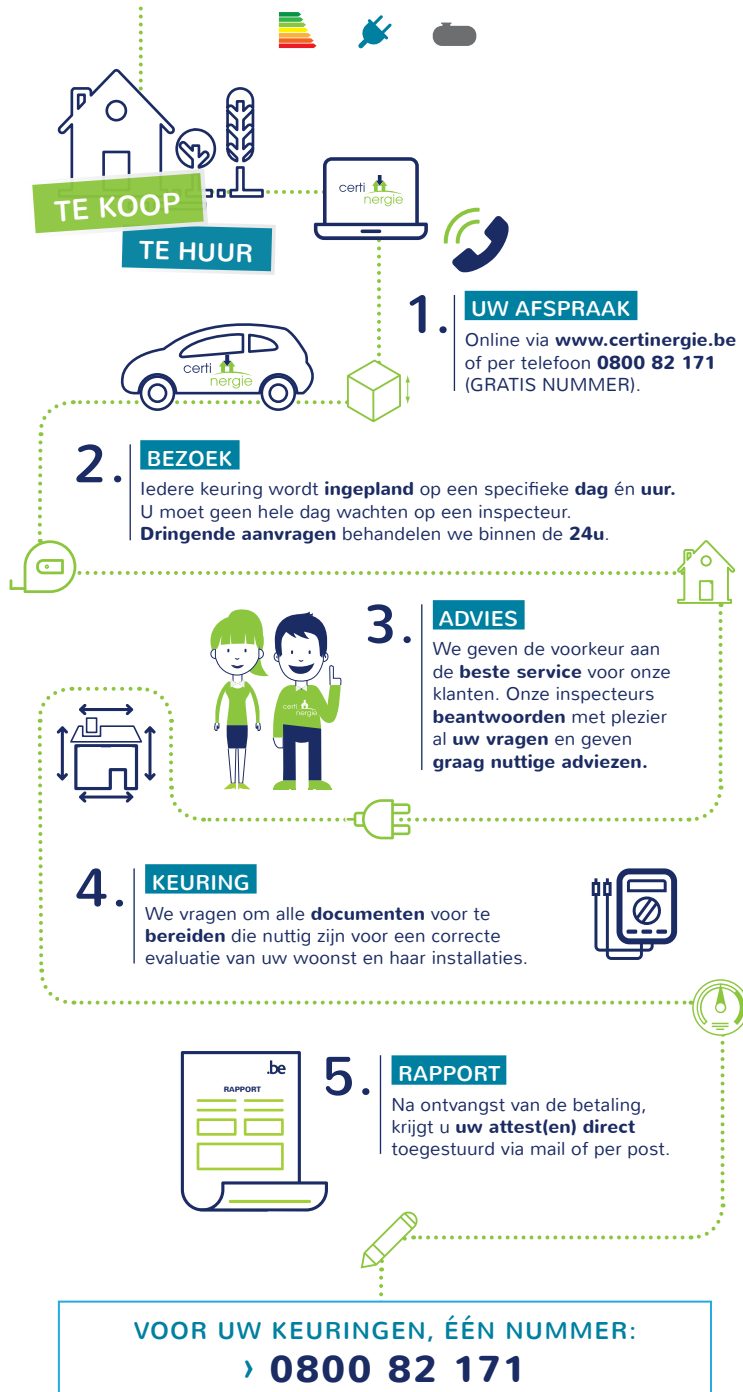 TE KOOP
TE HUUR
certi
nergie
1.
UW AFSPRAAK
Online via www.certinergie.be
of per telefoon 0800 82 171
(GRATIS NUMMER).
certi
nergie
2.
BEZOEK
Iedere keuring wordt ingepland op een specifieke dag én uur.
U moet geen hele dag wachten op een inspecteur.
Dringende aanvragen behandelen we binnen de 24u.
3.
ADVIES
We geven de voorkeur aan
de beste service voor onze
klanten. Onze inspecteurs
beantwoorden met plezier
al uw vragen en geven
graag nuttige adviezen.
certi
nergie
4.
KEURING
We vragen om alle documenten voor te
bereiden die nuttig zijn voor een correcte
evaluatie van uw woonst en haar installaties.
.be
RAPPORT
5.
RAPPORT
Na ontvangst van de betaling,
krijgt u uw attest(en) direct
toegestuurd via mail of per post.
VOOR UW KEURINGEN, ÉÉN NUMMER:
› 0800 82 171